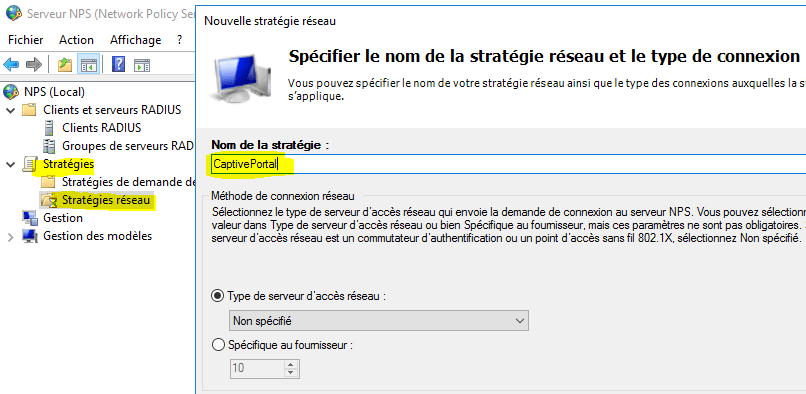 Serveur NPS (Network Policy Ser
Fichier Action Affichage ?
NPS (Local)
Clients et serveurs RADIUS
Clients RADIUS
Groupes de serveurs RAD
Stratégies
Stratégies de demande de
Stratégies réseau
Gestion
Gestion des modèles
Nouvelle stratégie réseau
Spécifier le nom de la stratégie réseau et le type de connexion
Vous pouvez spécifier le nom de votre stratégie réseau ainsi que le type des connexions auxquelles la s
s'applique.
Nom de la stratégie :
CaptivePortal
Méthode de connexion réseau
Sélectionnez le type de serveur d'accès réseau qui envoie la demande de connexion au serveur NPS. Vous pouvez sélection
valeur dans Type de serveur d'accès réseau ou bien Spécifique au fournisseur, mais ces paramètres ne sont pas obligatoires.
serveur d'accès réseau est un commutateur d'authentification ou un point d'accès sans fil 802.1X, sélectionnez Non spécifié.
Type de serveur d'accès réseau :
Non spécifié
Spécifique au fournisseur :
10